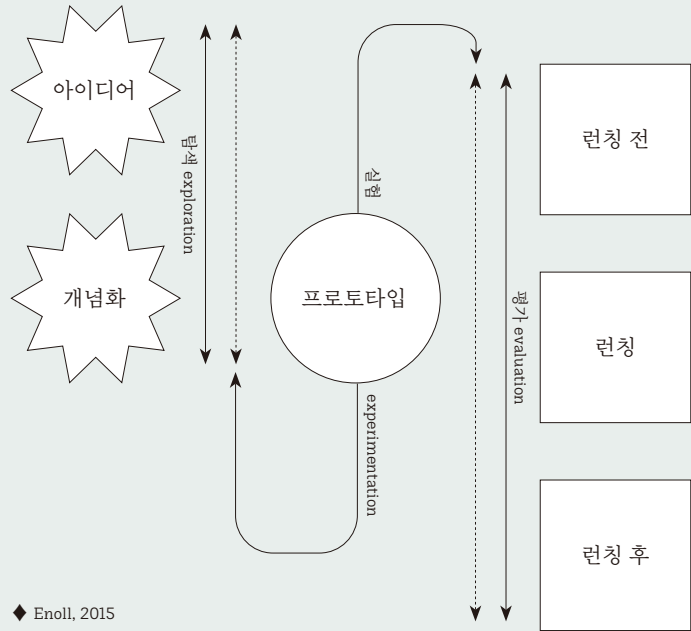 아이디어
개념화
탐색 exploration
실험
프로토타입
experimentation
평가 evaluation
런칭 전
런칭
런칭 후
♦ Enoll, 2015